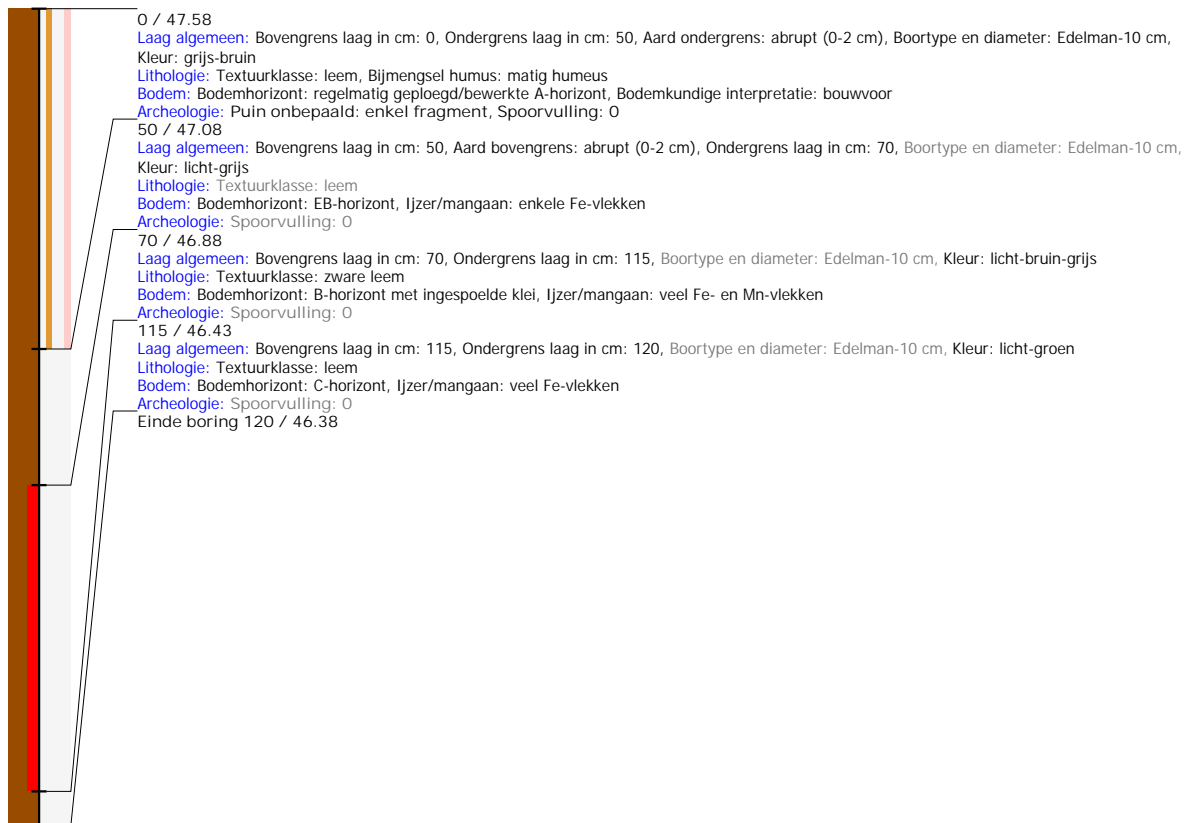 0 / 47.58
Laag algemeen: Bovengrens laag in cm: 0, Ondergrens laag in cm: 50, Aard ondergrens: abrupt (0-2 cm), Boortype en diameter: Edelman-10 cm,
Kleur: grijs-bruin
Lithologie: Textuurklasse: leem, Bijmengsel humus: matig humeus
Bodem: Bodemhorizont: regelmatig geploegd/bewerkte A-horizont, Bodemkundige interpretatie: bouwvoor
Archeologie: Puin onbepaald: enkel fragment, Spoorvulling: 0
50 / 47.08
Laag algemeen: Bovengrens laag in cm: 50, Aard bovengrens: abrupt (0-2 cm), Ondergrens laag in cm: 70, Boortype en diameter: Edelman-10 cm,
Kleur: licht-grijs
Lithologie: Textuurklasse: leem
Bodem: Bodemhorizont: EB-horizont, Ijzer/mangaan: enkele Fe-vlekken
Archeologie: Spoorvulling: 0
70 / 46.88
Laag algemeen: Bovengrens laag in cm: 70, Ondergrens laag in cm: 115, Boortype en diameter: Edelman-10 cm, Kleur: licht-bruin-grijs
Lithologie: Textuurklasse: zware leem
Bodem: Bodemhorizont: B-horizont met ingespoelde klei, Ijzer/mangaan: veel Fe- en Mn-vlekken
Archeologie: Spoorvulling: 0
115 / 46.43
Laag algemeen: Bovengrens laag in cm: 115, Ondergrens laag in cm: 120, Boortype en diameter: Edelman-10 cm, Kleur: licht-groen
Lithologie: Textuurklasse: leem
Bodem: Bodemhorizont: C-horizont, Ijzer/mangaan: veel Fe-vlekken
Archeologie: Spoorvulling: 0
Einde boring 120 / 46.38